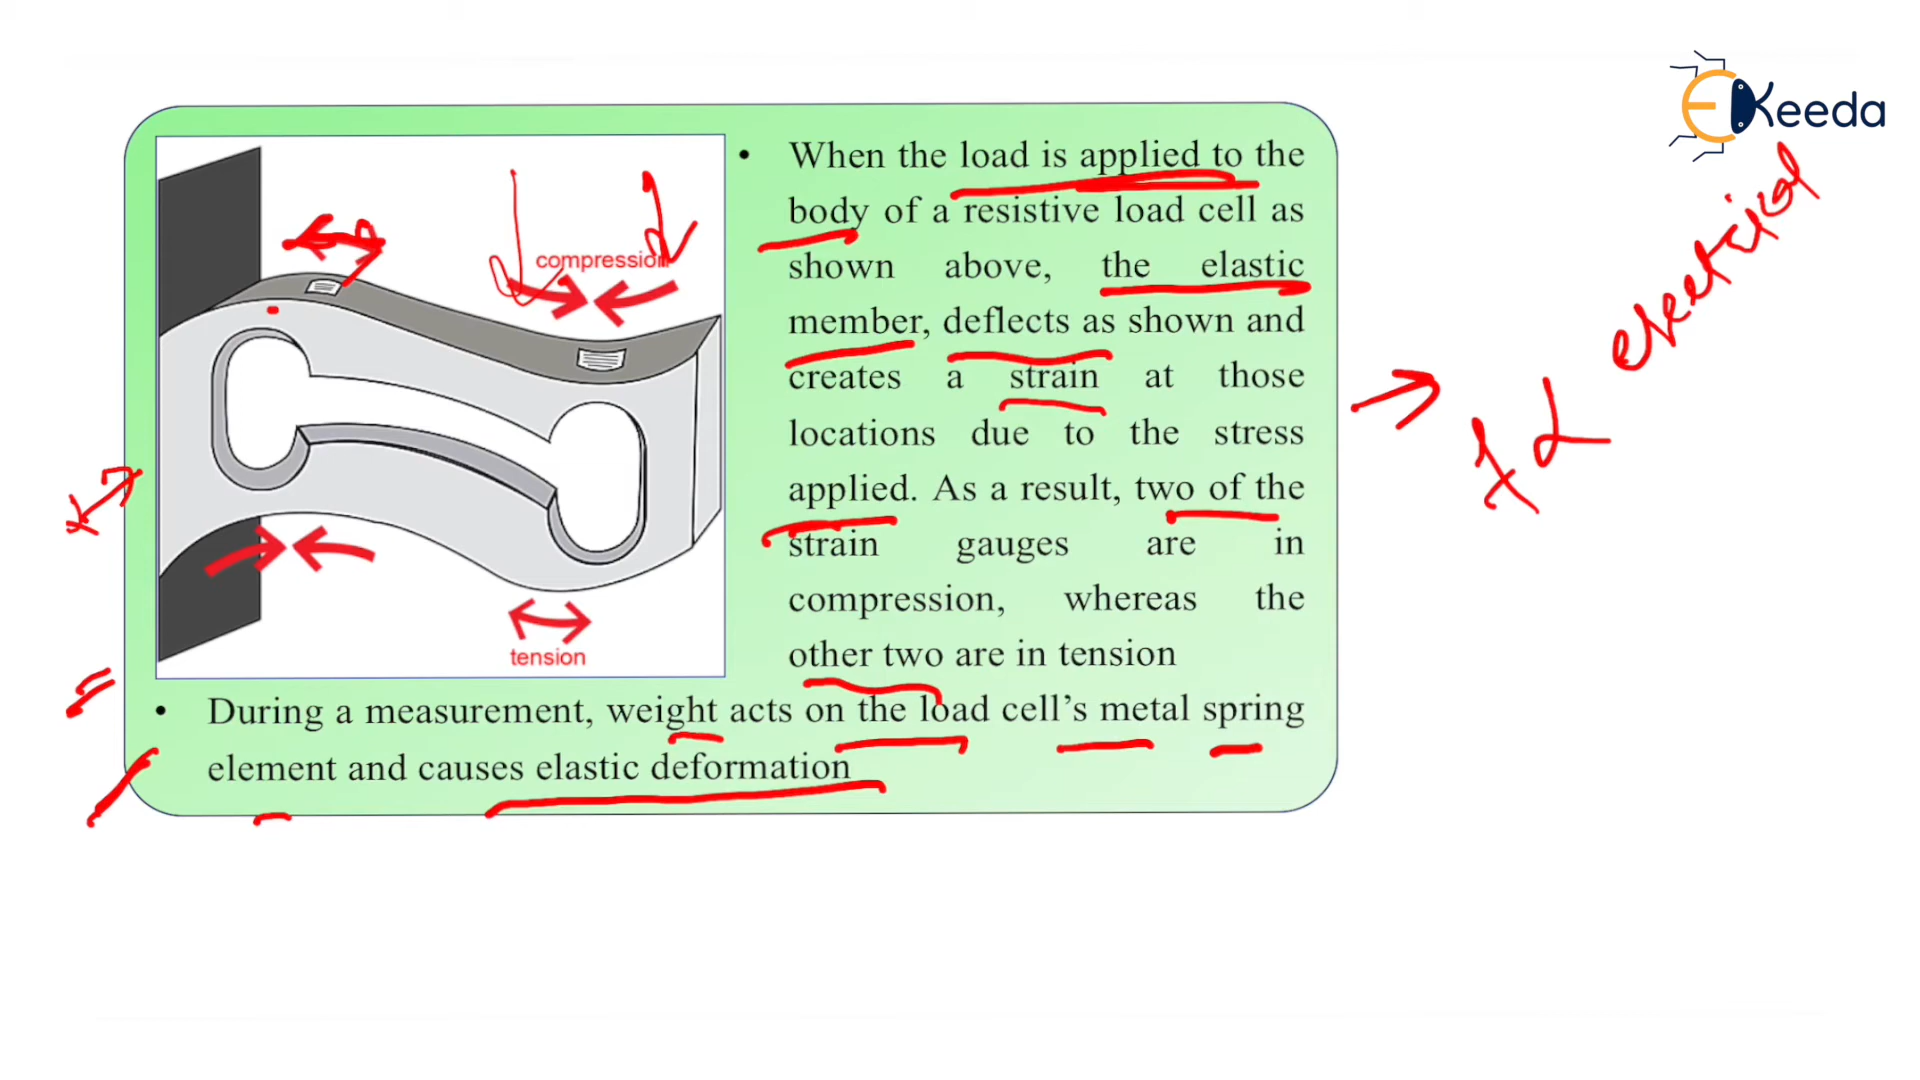 EKeeda
• When the load is applied to the
body of a resistive load cell as
shown above, the elastic
member, deflects as shown and
creates a strain at those
locations due to the stress
applied. As a result, two of the
strain gauges are in
compression, whereas the
other two are in tension
compression
tension
• During a measurement, weight acts on the load cell’s metal spring
element and causes elastic deformation
electrical